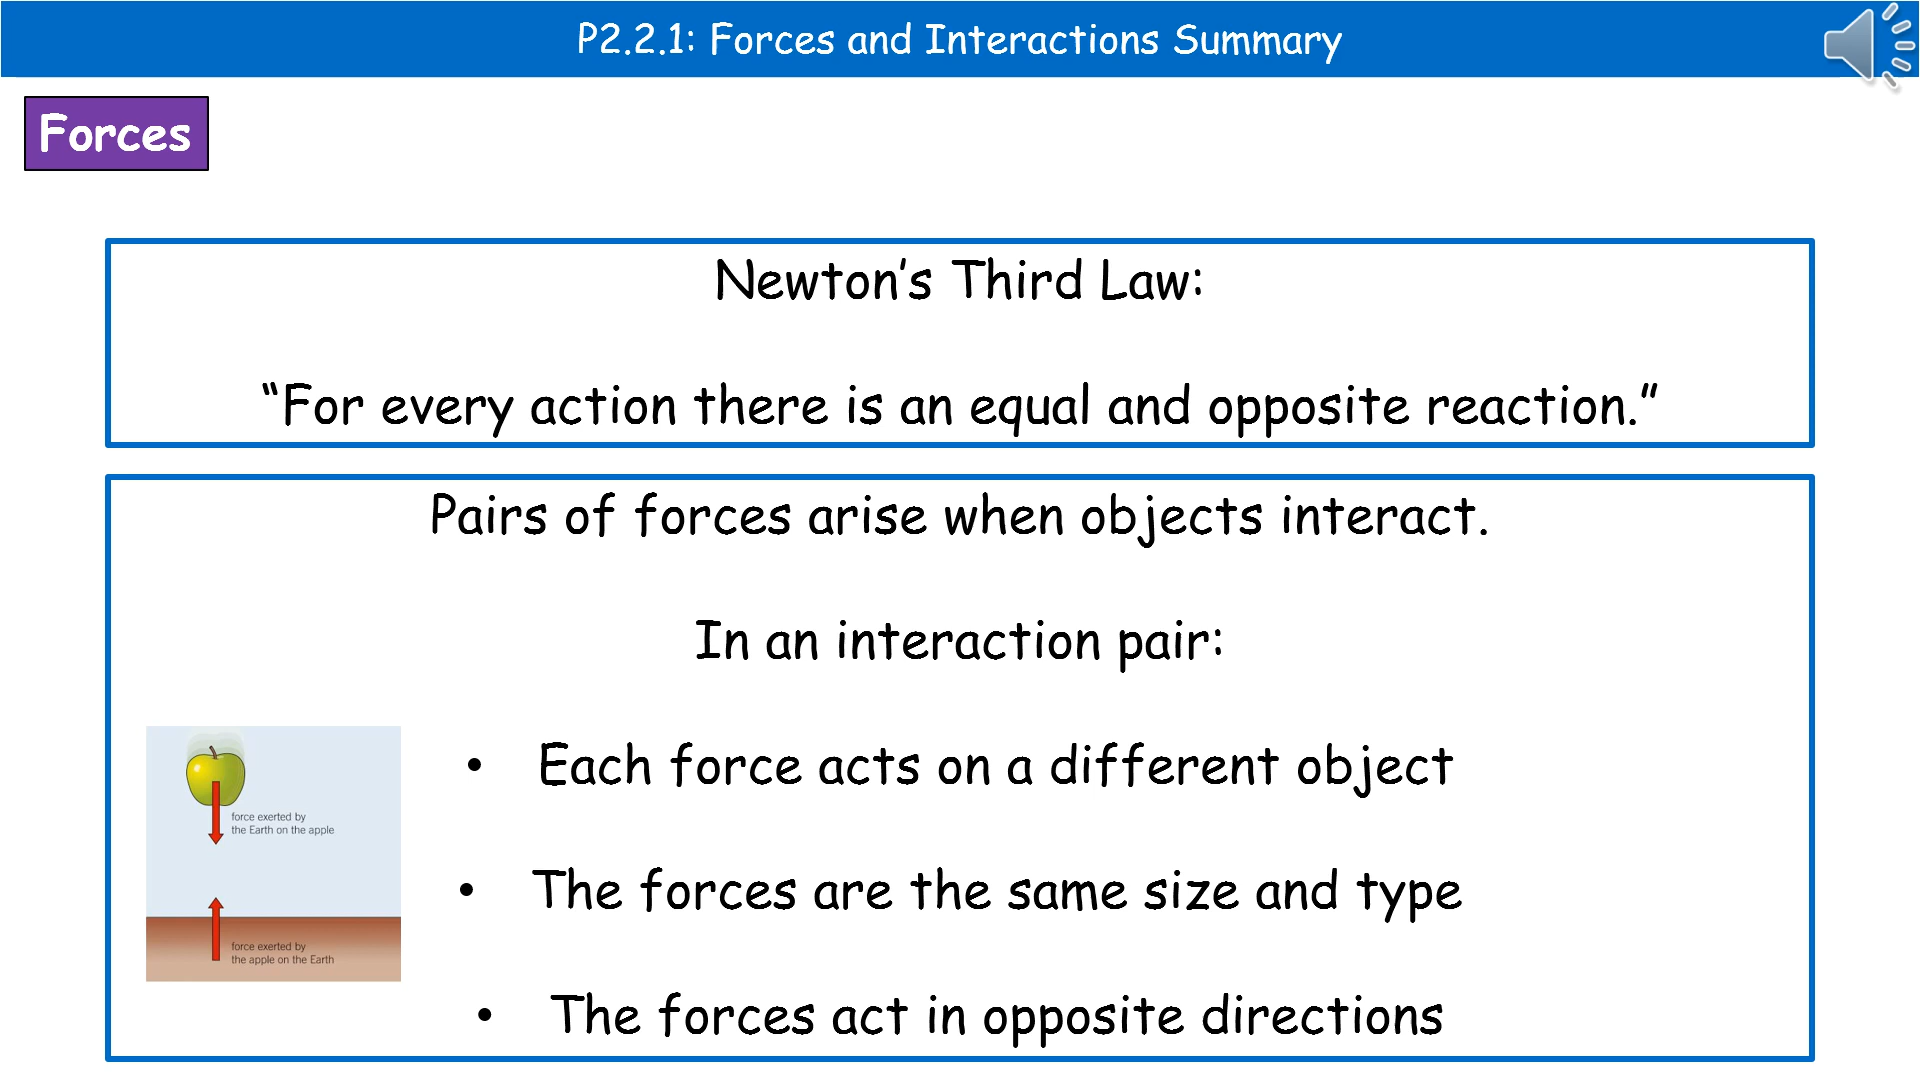 P2.2.1: Forces and Interactions Summary
Forces
Newton’s Third Law:
“For every action there is an equal and opposite reaction.”
Pairs of forces arise when objects interact.
In an interaction pair:
• Each force acts on a different object
• The forces are the same size and type
• The forces act in opposite directions
force exerted by
the Earth on the apple
force exerted by
the apple on the Earth